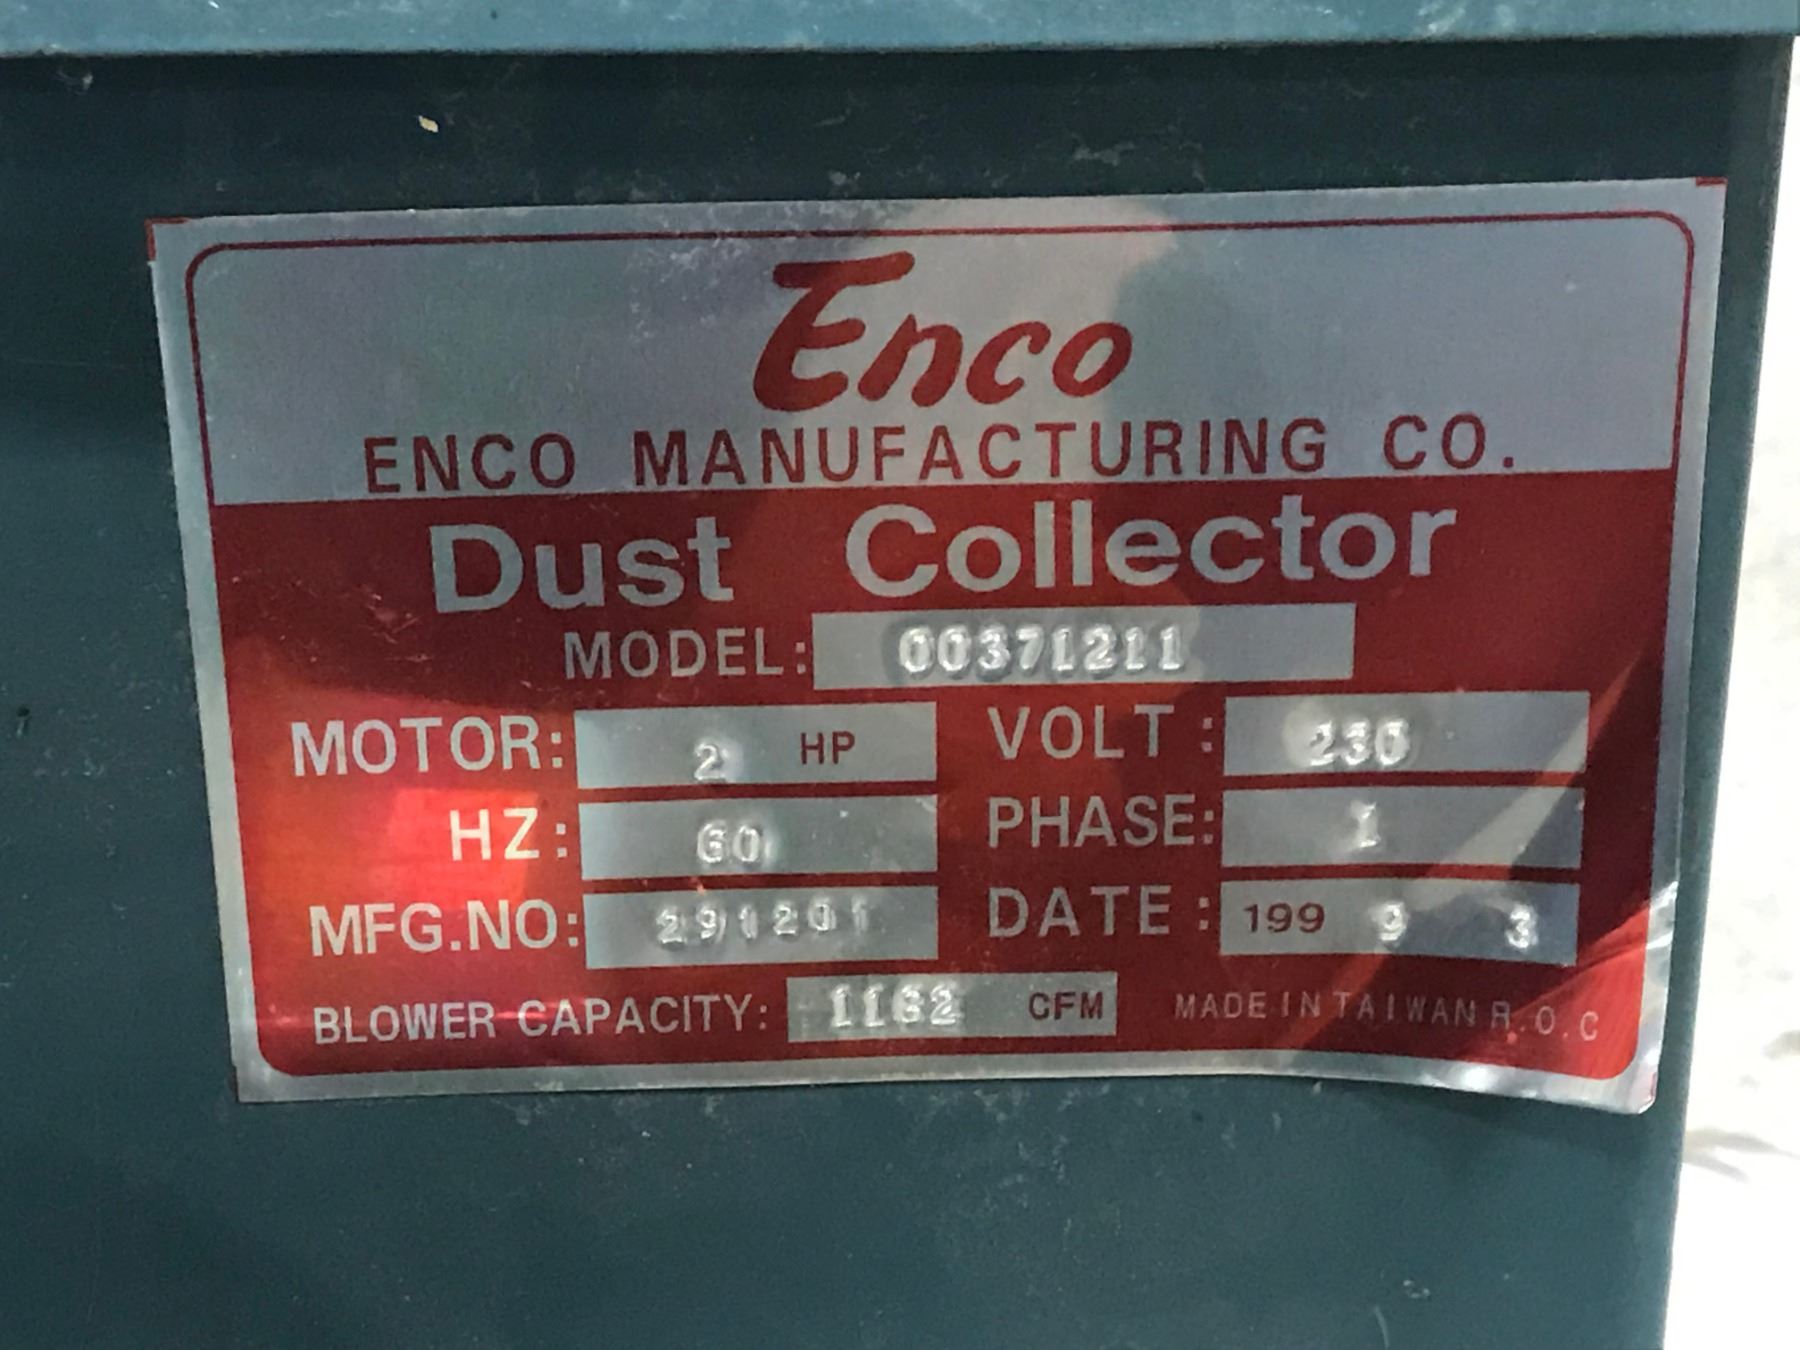 Enco
ENCO MANUFACTURING CO.
Dust Collector
MODEL: 00371211
MOTOR: 2 HP VOLT: 230
HZ: 60 PHASE: 1
MFG.NO: 291201 DATE: 199 9 3
BLOWER CAPACITY: 1182 CFM MADE IN TAIWAN R.O.C